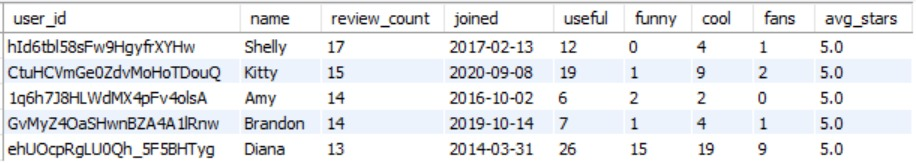 user_id name review_count joined useful funny cool fans avg_stars
hId6tbl58sFw9HgyfrXYHw Shelly 17 2017-02-13 12 0 4 1 5.0
CtuHCVmGe0ZdvMoHoTDouQ Kitty 15 2020-09-08 19 1 9 2 5.0
1q6h7J8HLWdMX4pFv4olsA Amy 14 2016-10-02 6 2 2 0 5.0
GvMyZ4OaSHwnBZA4A1lRnw Brandon 14 2019-10-14 7 1 4 1 5.0
ehUOcpRgLU0Qh_5F5BHTyg Diana 13 2014-03-31 26 15 19 9 5.0